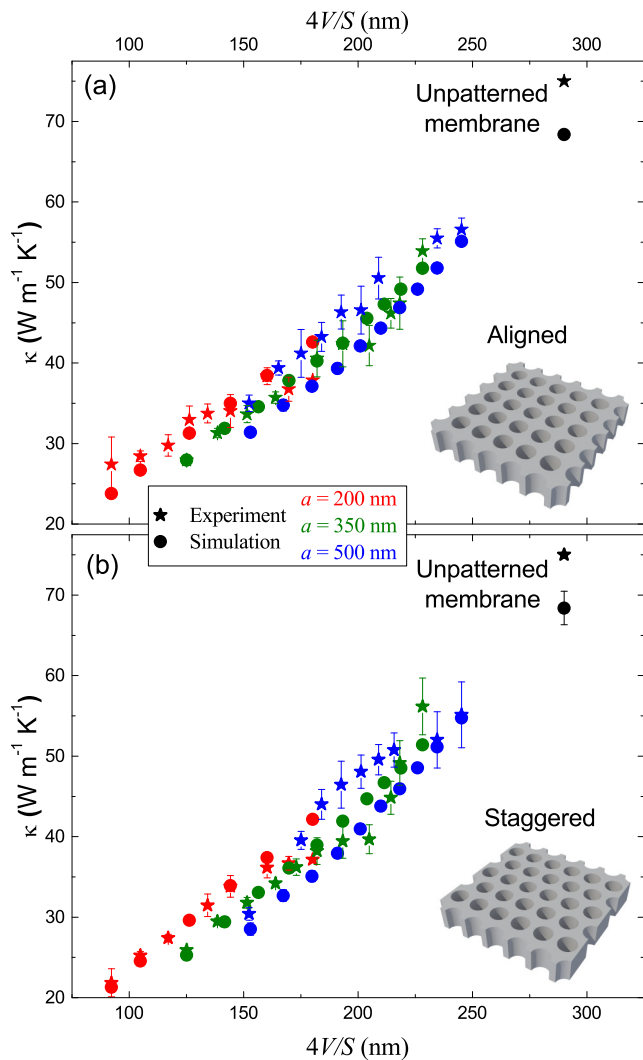 4V/S (nm)
100 150 200 250 300
(a)
Unpatterned
membrane
70
60
50
40
30
20
κ (W m⁻¹ K⁻¹)
Aligned
Experiment
Simulation
a = 200 nm
a = 350 nm
a = 500 nm
(b)
Unpatterned
membrane
70
60
50
40
30
20
κ (W m⁻¹ K⁻¹)
Staggered
100 150 200 250 300
4V/S (nm)